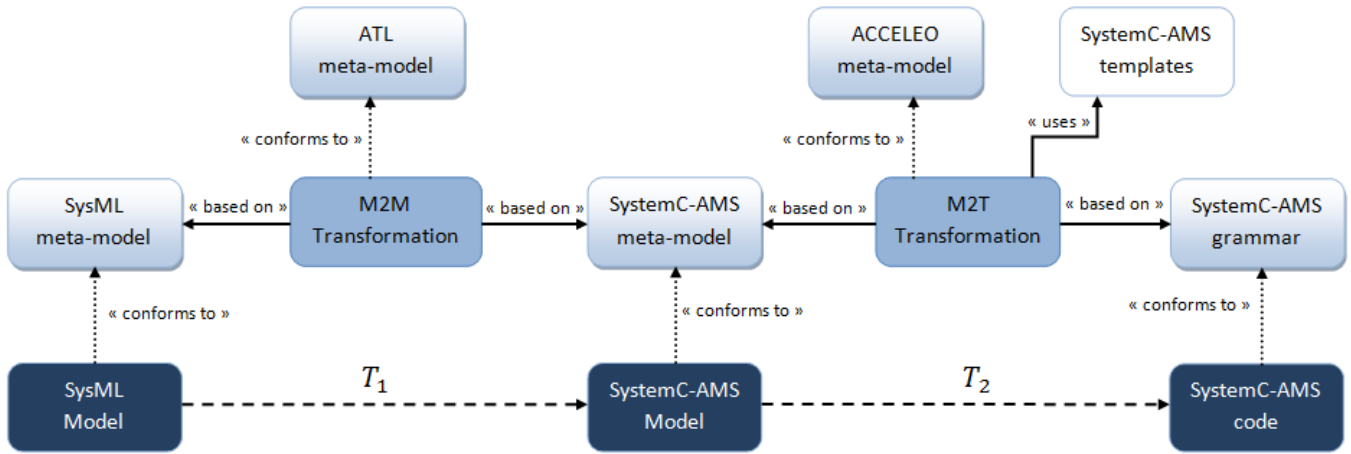 ATL
meta-model
ACCELEO
meta-model
SystemC-AMS
templates
« conforms to »
« conforms to »
« uses »
SysML
meta-model
« based on »
M2M
Transformation
« based on »
SystemC-AMS
meta-model
« based on »
M2T
Transformation
« based on »
SystemC-AMS
grammar
« conforms to »
« conforms to »
« conforms to »
SysML
Model
T1
SystemC-AMS
Model
T2
SystemC-AMS
code